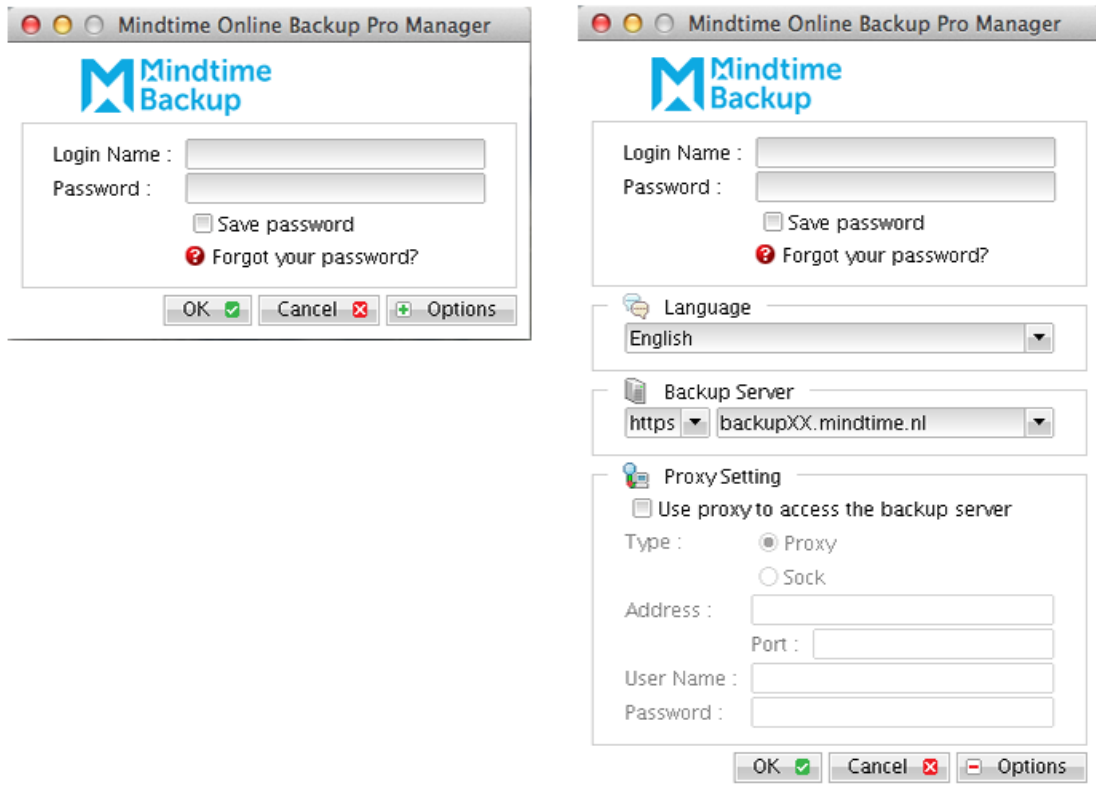 Mindtime Online Backup Pro Manager
Mindtime
Backup
Login Name :
Password :
Save password
Forgot your password?
OK Cancel Options
Mindtime Online Backup Pro Manager
Mindtime
Backup
Login Name :
Password :
Save password
Forgot your password?
Language
English
Backup Server
https backupXX.mindtime.nl
Proxy Setting
Use proxy to access the backup server
Type : Proxy
Sock
Address :
Port :
User Name :
Password :
OK Cancel Options